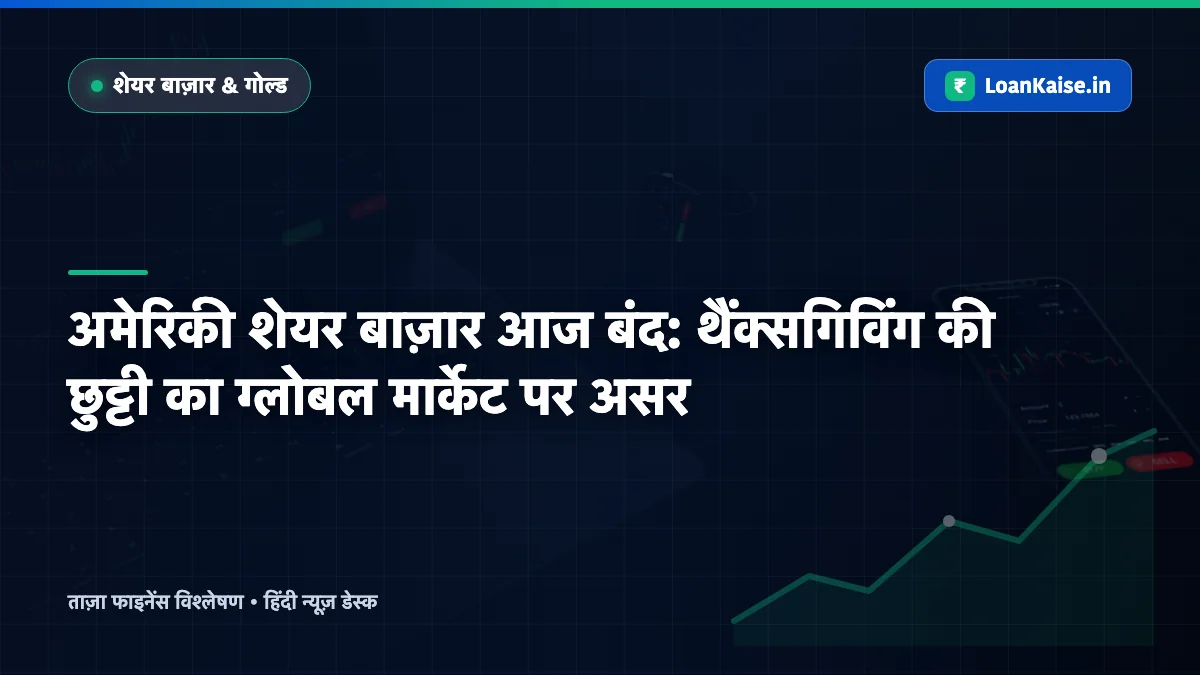 शेयर बाज़ार & गोल्ड
₹ LoanKaise.in
अमेरिकी शेयर बाज़ार आज बंद: थैंक्सगिविंग की
छुट्टी का ग्लोबल मार्केट पर असर
ताज़ा फाइनेंस विश्लेषण • हिंदी न्यूज़ डेस्क